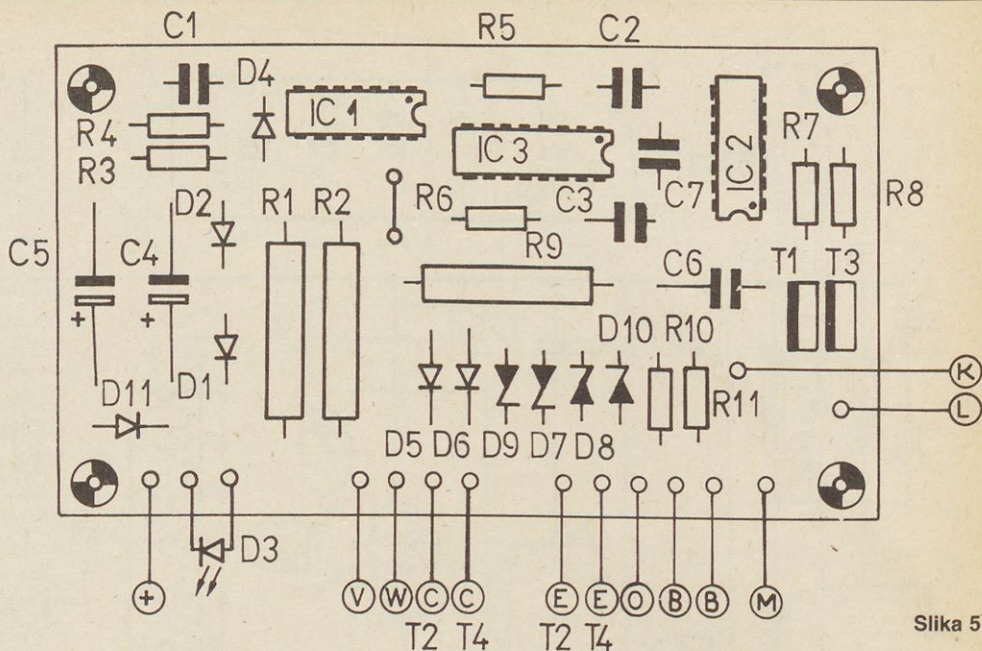 C1 R5 C2
D4
R4 IC 1 R7
R3 IC 3 IC 2
D2 R1 R2 R6 C3 C7 R8
C5 C4 R9 C6 T1 T3
+ +
D10 R10
D11 D1 R11 K
L
D5 D6 D9 D7 D8
D3
+ V W C C E E O B B M
T2 T4 T2 T4
Slika 5